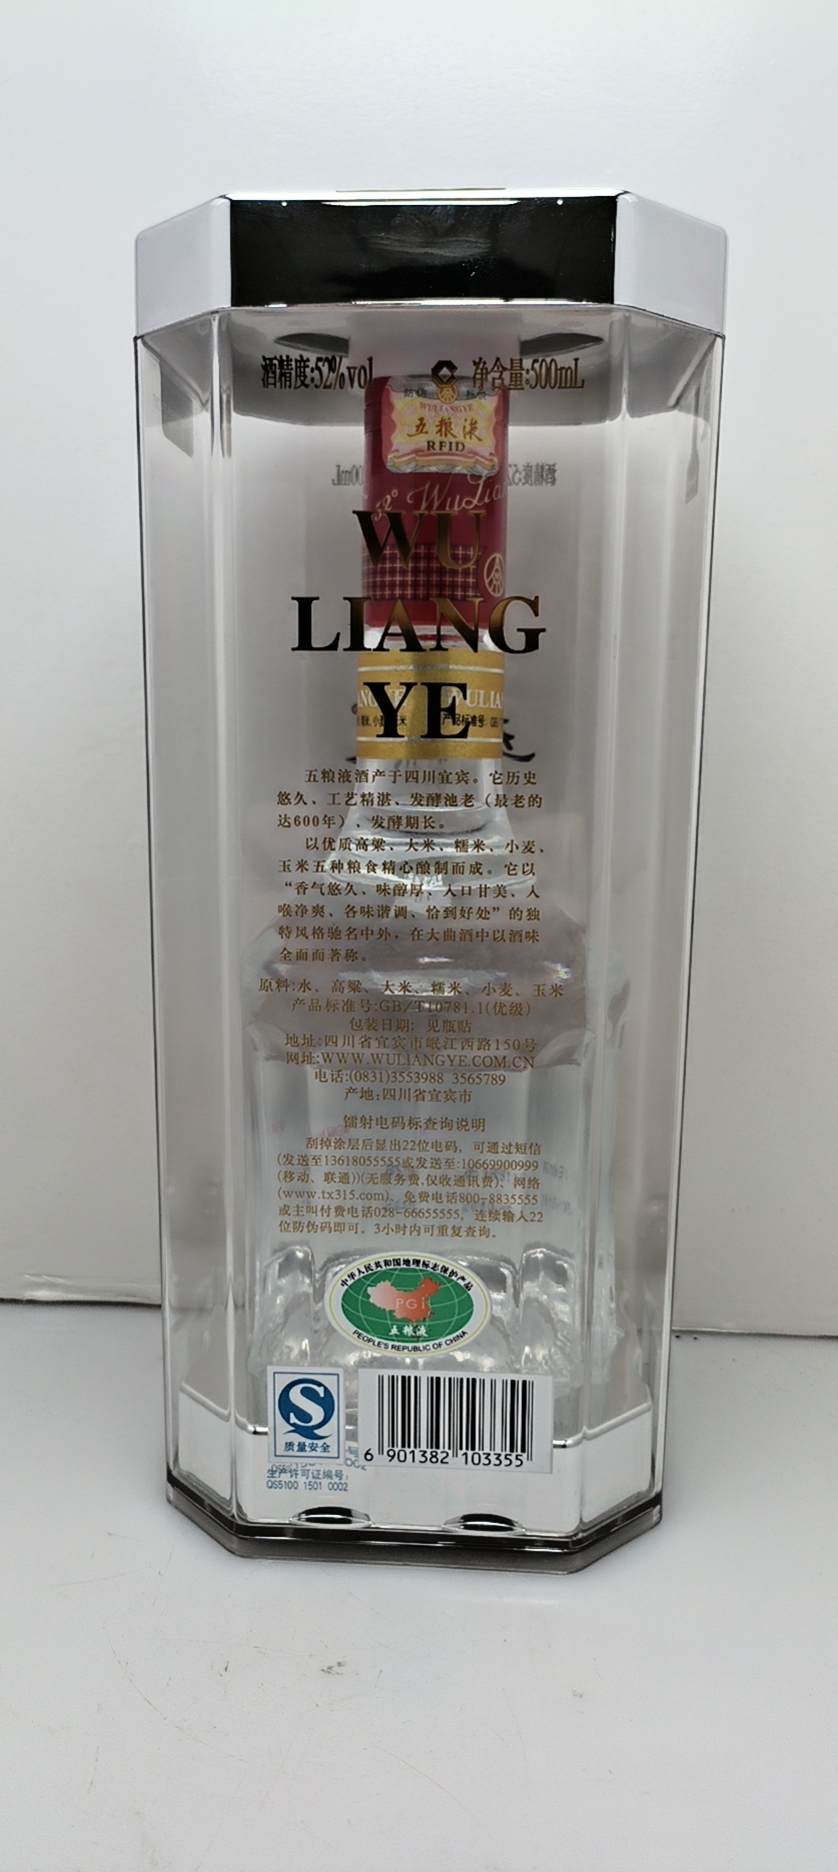 酒精度:52%vol 净含量:500mL
WULIANGYE
五粮液
RFID
52° WuLia
WU
LIANG
YE
产品标准号: GB
五粮液酒产于四川宜宾。它历史
悠久、工艺精湛、发酵池老（最老的
达600年）、发酵期长。
以优质高粱、大米、糯米、小麦、
玉米五种粮食精心酿制而成。它以
“香气悠久、味醇厚、入口甘美、入
喉净爽、各味谐调、恰到好处”的独
特风格驰名中外，在大曲酒中以酒味
全面而著称。
原料:水、高粱、大米、糯米、小麦、玉米
产品标准号:GB/T10781.1(优级)
包装日期: 见瓶贴
地址:四川省宜宾市岷江西路150号
网址:WWW.WULIANGYE.COM.CN
电话:(0831)3553988 3565789
产地:四川省宜宾市
镭射电码标查询说明
刮掉涂层后显出22位电码，可通过短信
(发送至13618055555或发送至:10669900999
(移动、联通))(无服务费,仅收通讯费)、网络
(www.tx315.com)、免费电话800-8835555
或主叫付费电话028-66655555，连续输入22
位防伪码即可。3小时内可重复查询。
中华人民共和国地理标志保护产品
PGI
五粮液
PEOPLE'S REPUBLIC OF CHINA
质量安全
6 901382 103355
生产许可证编号:
QS5100 1501 0002